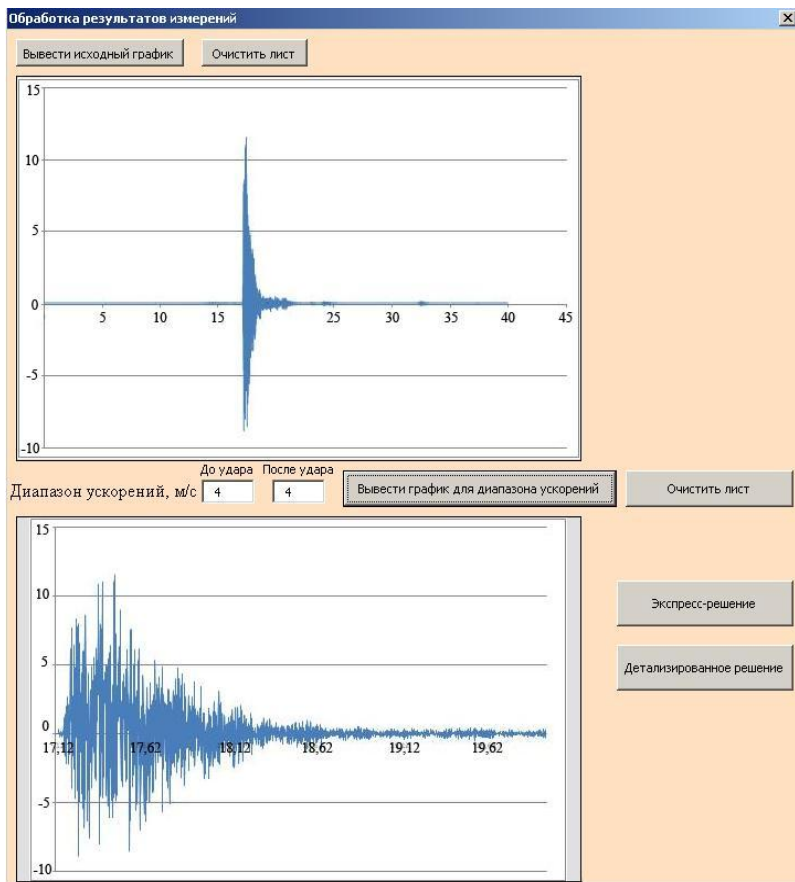 Обработка результатов измерений
Вывести исходный график Очистить лист
15
10
5
0
5 10 15 25 30 35 40 45
-5
-10
До удара После удара
Диапазон ускорений, м/с 4 4 Вывести график для диапазона ускорений Очистить лист
15
10
5
0
17,12 17,62 18,12 18,62 19,12 19,62
-5
-10
Экспресс-решение
Детализированное решение